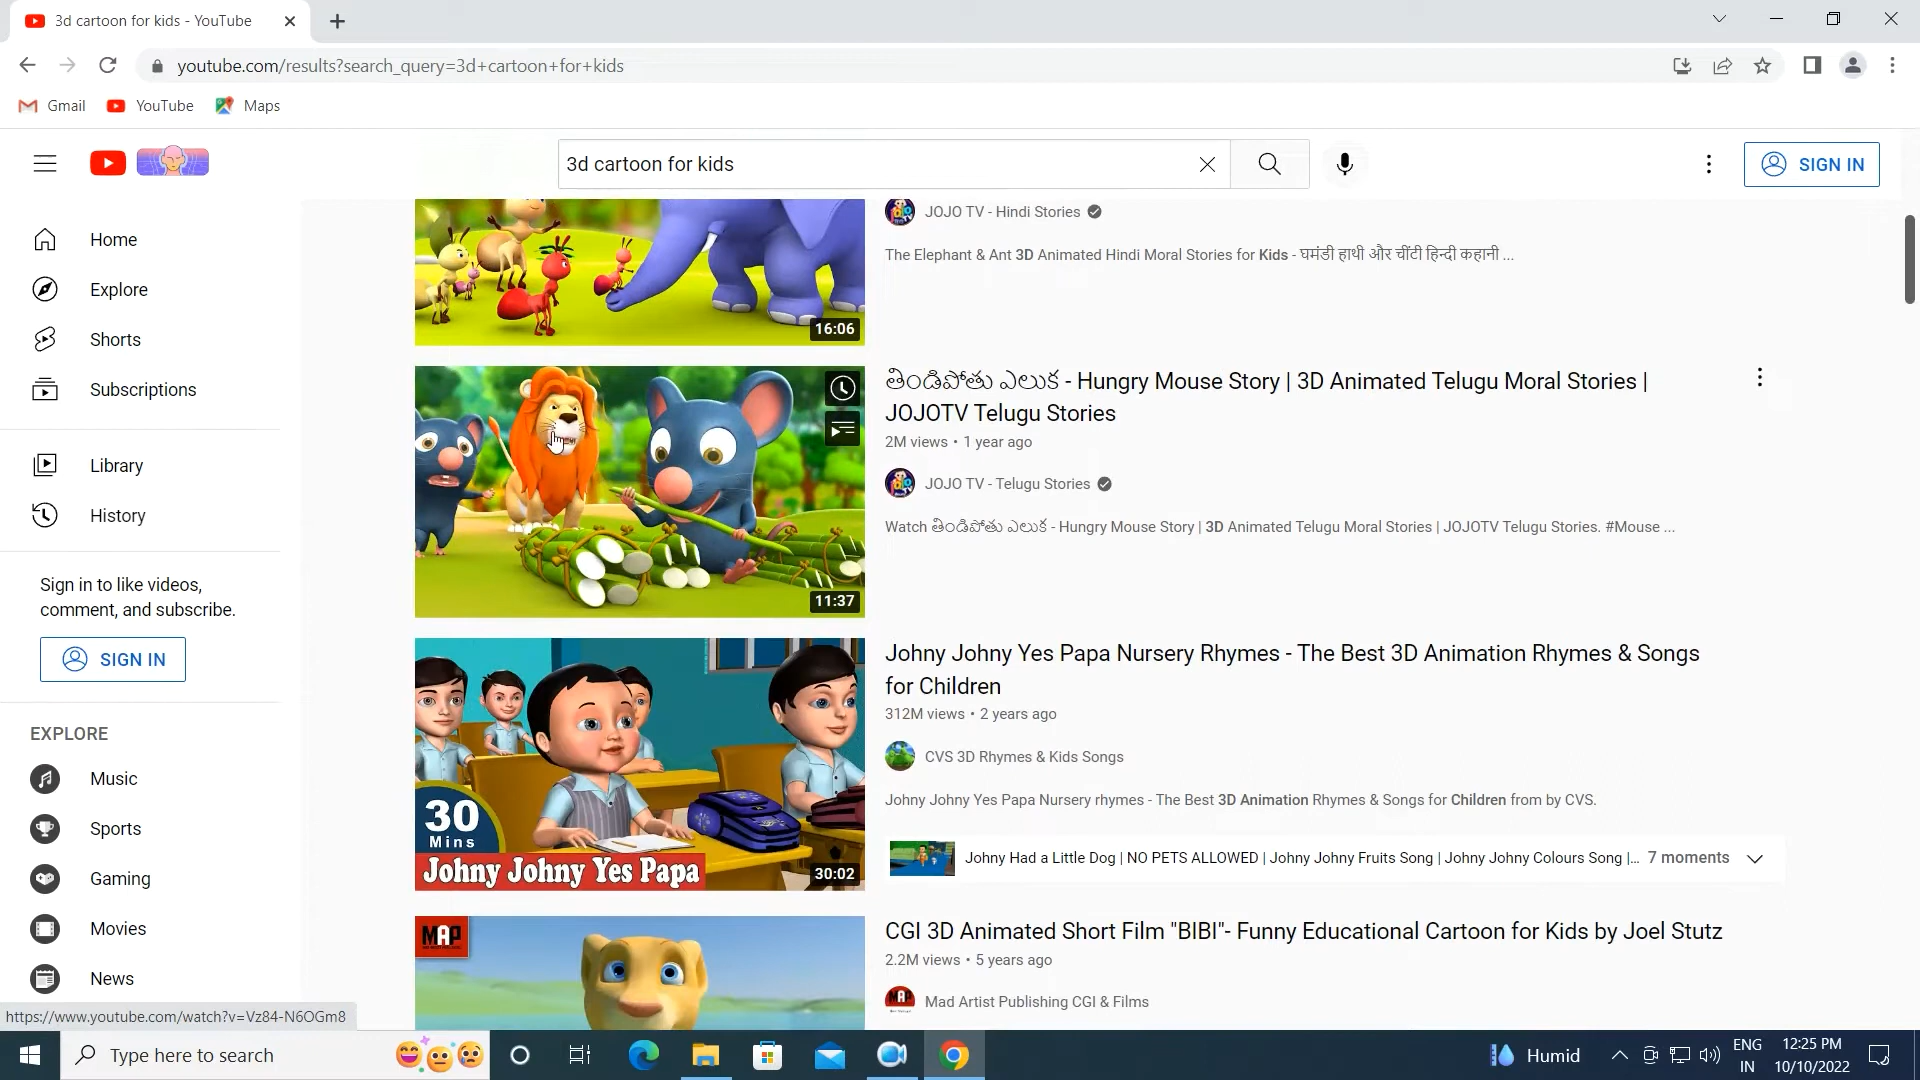 3d cartoon for kids - YouTube
youtube.com/results?search_query=3d+cartoon+for+kids
Gmail
YouTube
Maps
3d cartoon for kids
SIGN IN
Home
Explore
Shorts
Subscriptions
Library
History
Sign in to like videos,
comment, and subscribe.
SIGN IN
EXPLORE
Music
Sports
Gaming
Movies
News
JOJO TV - Hindi Stories
The Elephant & Ant 3D Animated Hindi Moral Stories for Kids - घमंडी हाथी और चींटी हिन्दी कहानी ...
16:06
తిండిపోతు ఎలుక - Hungry Mouse Story | 3D Animated Telugu Moral Stories |
JOJOTV Telugu Stories
2M views • 1 year ago
JOJO TV - Telugu Stories
Watch తిండిపోతు ఎలుక - Hungry Mouse Story | 3D Animated Telugu Moral Stories | JOJOTV Telugu Stories. #Mouse ...
11:37
Johny Johny Yes Papa Nursery Rhymes - The Best 3D Animation Rhymes & Songs
for Children
312M views • 2 years ago
CVS 3D Rhymes & Kids Songs
Johny Johny Yes Papa Nursery rhymes - The Best 3D Animation Rhymes & Songs for Children from by CVS.
30
Mins
Johny Johny Yes Papa
30:02
Johny Had a Little Dog | NO PETS ALLOWED | Johny Johny Fruits Song | Johny Johny Colours Song |... 7 moments
MAP
CGI 3D Animated Short Film "BIBI"- Funny Educational Cartoon for Kids by Joel Stutz
2.2M views • 5 years ago
Mad Artist Publishing CGI & Films
https://www.youtube.com/watch?v=Vz84-N6OGm8
Type here to search
Humid
ENG
IN
12:25 PM
10/10/2022